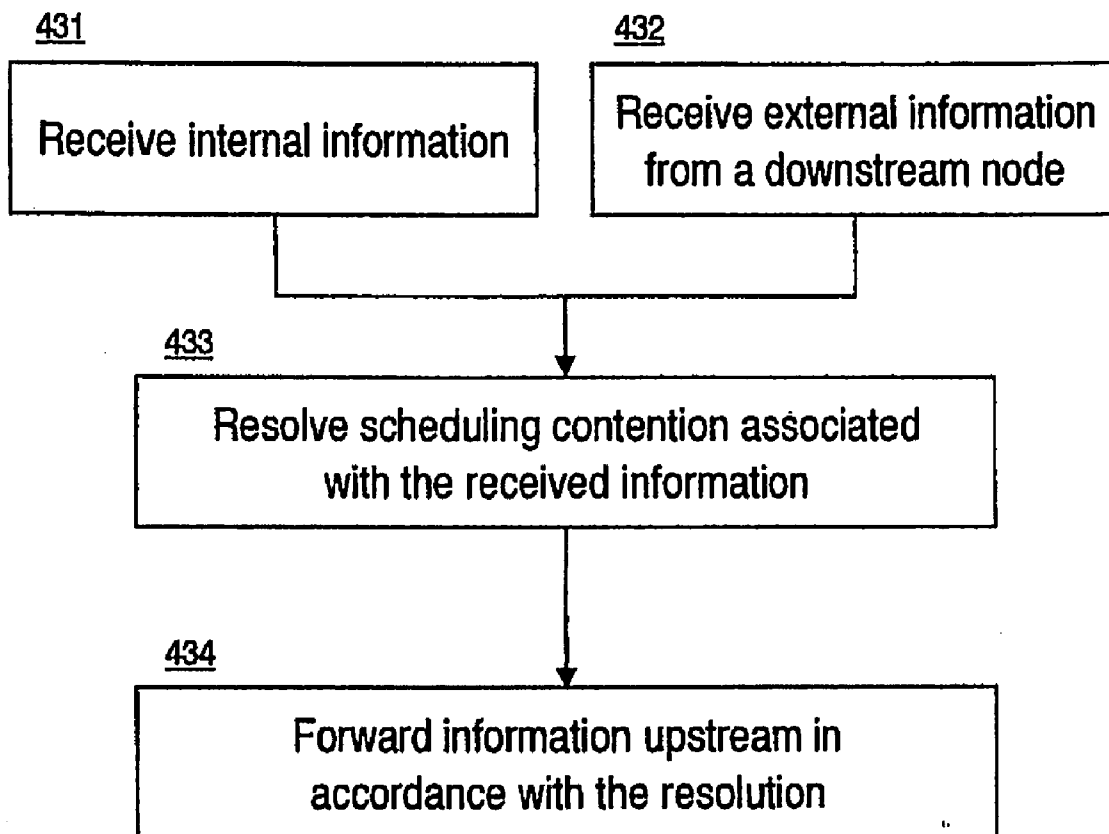 431
Receive internal information
432
Receive external information
from a downstream node
433
Resolve scheduling contention associated
with the received information
434
Forward information upstream in
accordance with the resolution